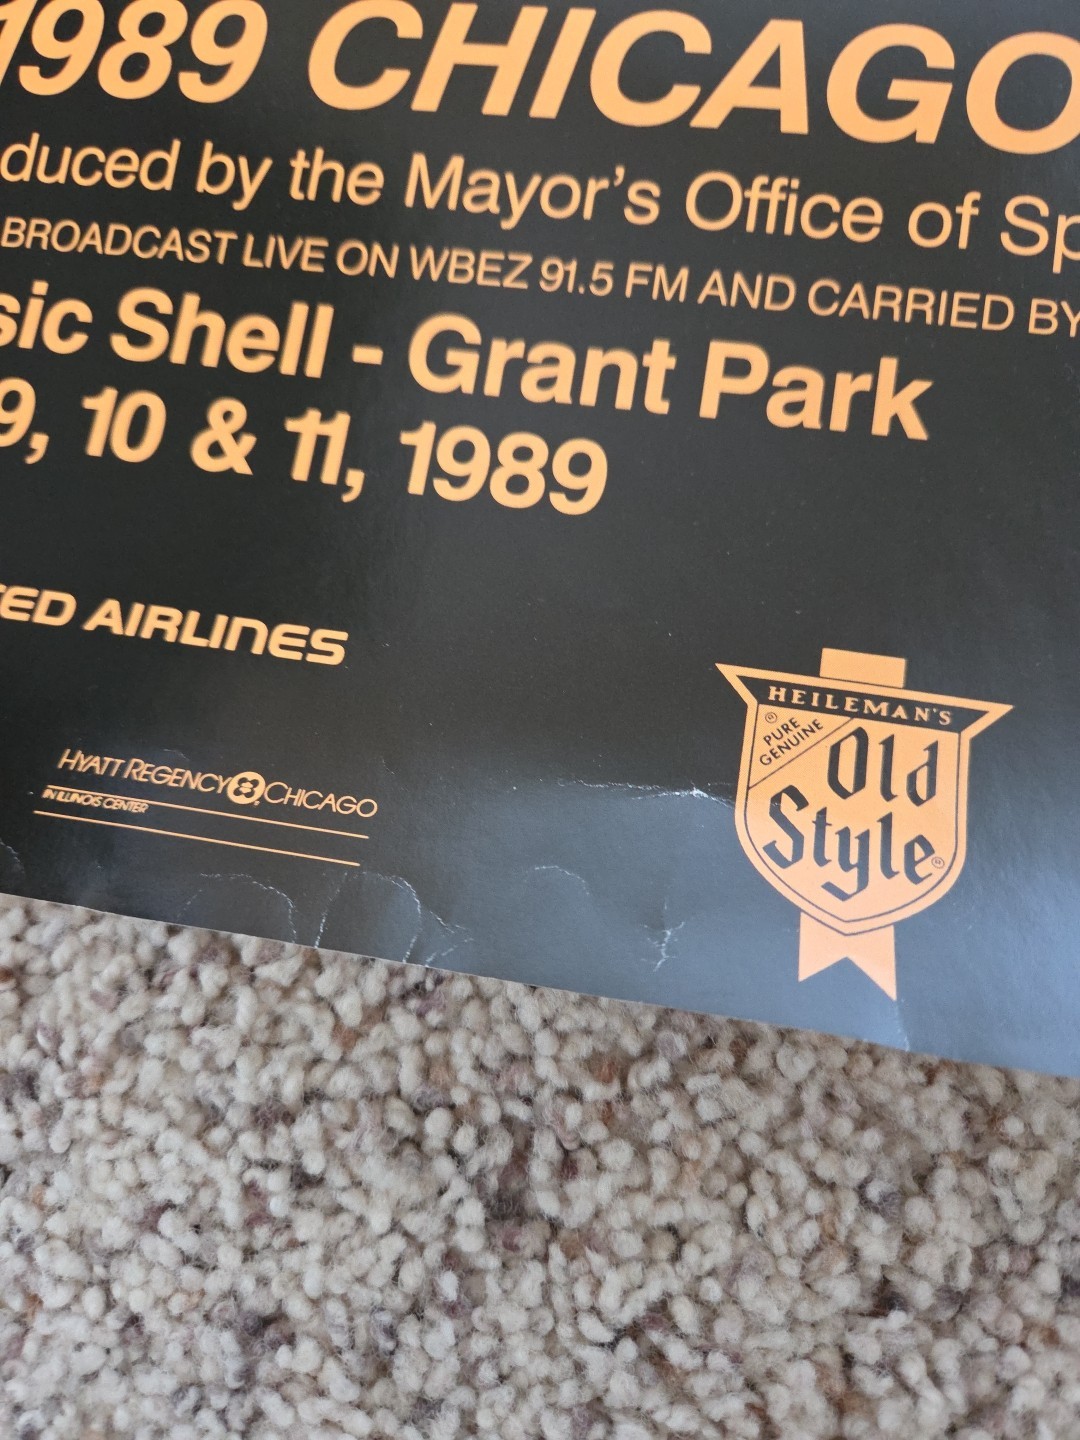 1989 CHICAGO
duced by the Mayor's Office of Sp
BROADCAST LIVE ON WBEZ 91.5 FM AND CARRIED BY
sic Shell - Grant Park
9, 10 & 11, 1989
ED AIRLINES
HYATT REGENCY CHICAGO
IN ILLINOIS CENTER
HEILEMAN'S
® PURE
GENUINE
Old
Style®